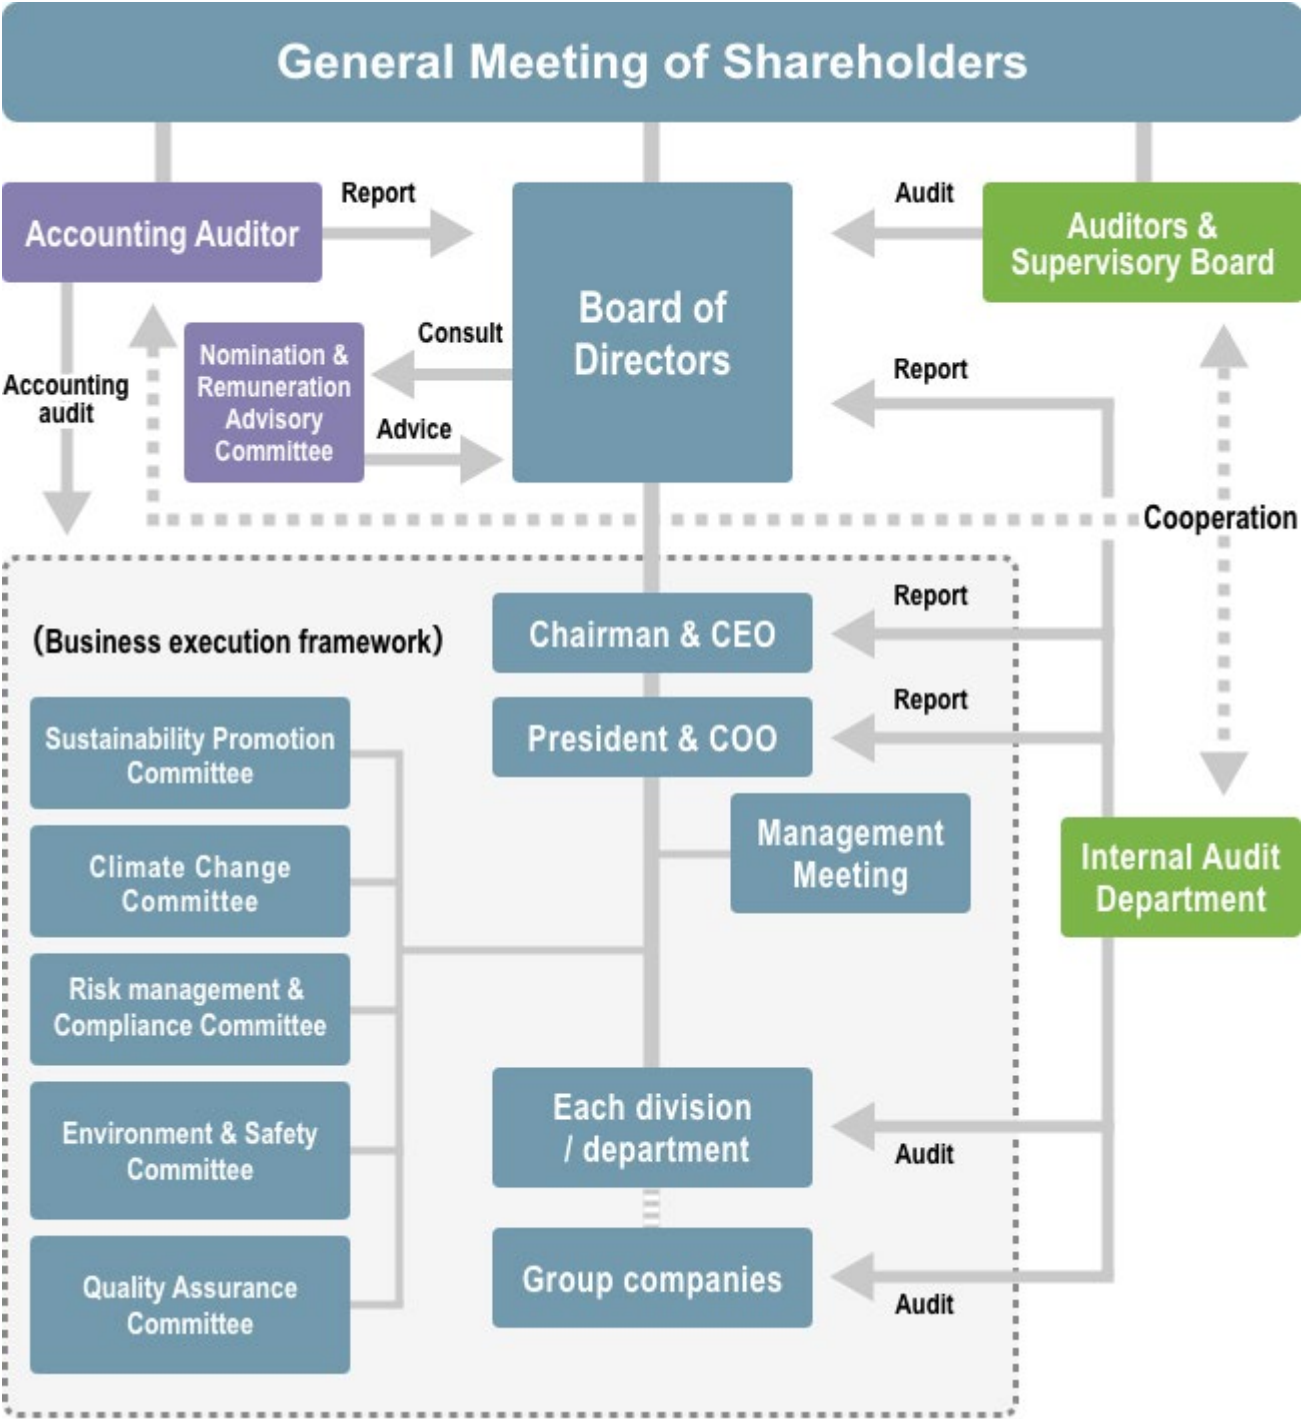 General Meeting of Shareholders
Accounting Auditor
Report
Audit
Auditors &
Supervisory Board
Board of
Directors
Consult
Nomination &
Remuneration
Advisory
Committee
Advice
Accounting
audit
Report
Cooperation
(Business execution framework)
Chairman & CEO
Report
President & COO
Report
Management
Meeting
Internal Audit
Department
Sustainability Promotion
Committee
Climate Change
Committee
Risk management &
Compliance Committee
Environment & Safety
Committee
Quality Assurance
Committee
Each division
/ department
Audit
Group companies
Audit